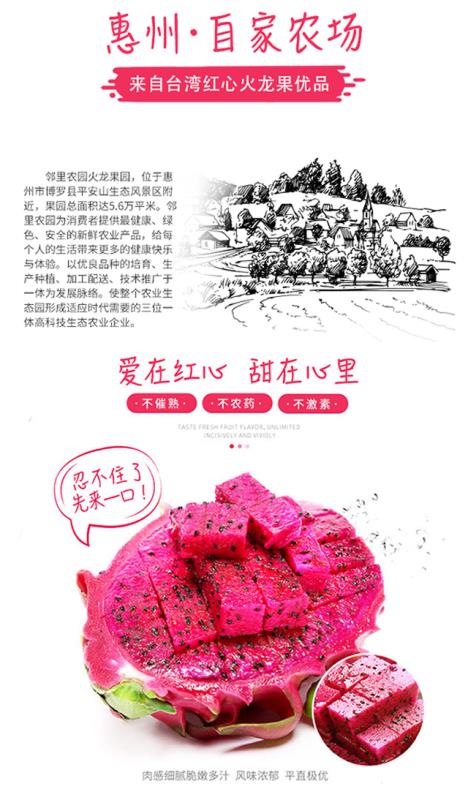 惠州·自家农场
来自台湾红心火龙果优品
邻里农园火龙果园，位于惠
州市博罗县平安山生态风景区附
近，果园总面积达5.6万平米。邻
里农园为消费者提供最健康、绿
色、安全的新鲜农业产品，给每
个人的生活带来更多的健康快乐
与体验。以优良品种的培育、生
产种植、加工配送、技术推广于
一体为发展脉络。使整个农业生
态园形成适应时代需要的三位一
体高科技生态农业企业。
爱在红心 甜在心里
·不催熟· ·不农药· ·不激素·
TASTE FRESH FRUIT FLAVOR, UNLIMITED
INCISIVELY AND VIVIDLY
忍不住了
先来一口！
肉感细腻脆嫩多汁 风味浓郁 平直极优